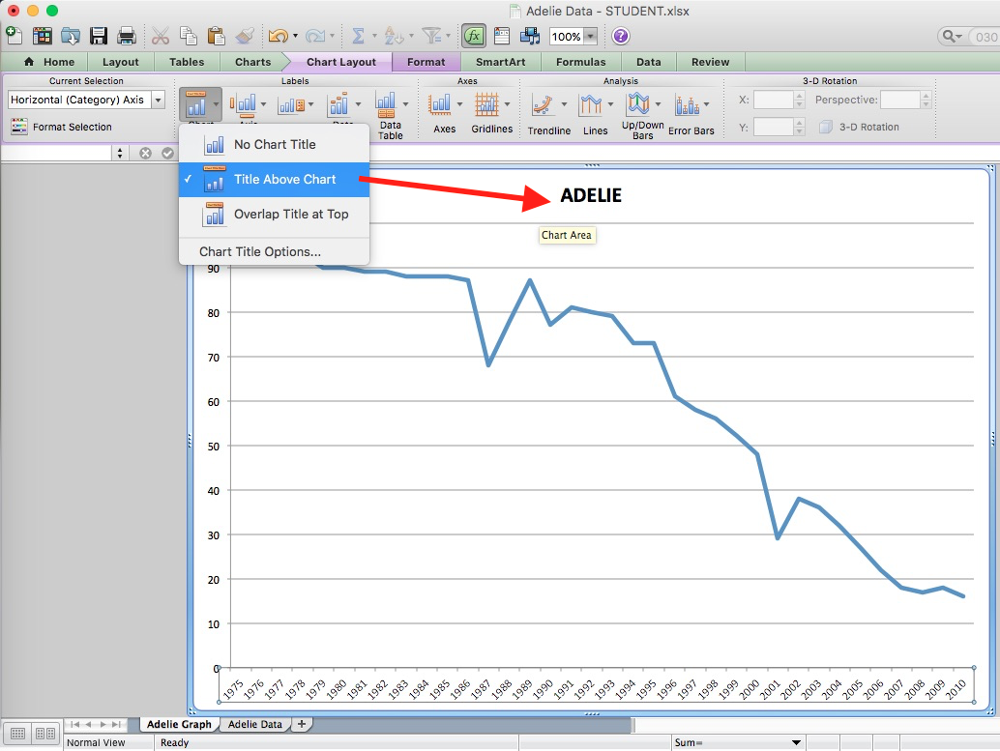 Adelie Data - STUDENT.xlsx
fx
100%
?
030
Home
Layout
Tables
Charts
Chart Layout
Format
SmartArt
Formulas
Data
Review
Current Selection
Labels
Axes
Analysis
3-D Rotation
Horizontal (Category) Axis
Format Selection
Data
Table
Axes
Gridlines
Trendline
Lines
Up/Down
Bars
Error Bars
X:
Perspective:
Y:
3-D Rotation
No Chart Title
✓ Title Above Chart
Overlap Title at Top
Chart Title Options...
ADELIE
Chart Area
90
80
70
60
50
40
30
20
10
0
1975
1976
1977
1978
1979
1980
1981
1982
1983
1984
1985
1986
1987
1988
1989
1990
1991
1992
1993
1994
1995
1996
1997
1998
1999
2000
2001
2002
2003
2004
2005
2006
2007
2008
2009
2010
Adelie Graph
Adelie Data
+
Normal View
Ready
Sum=